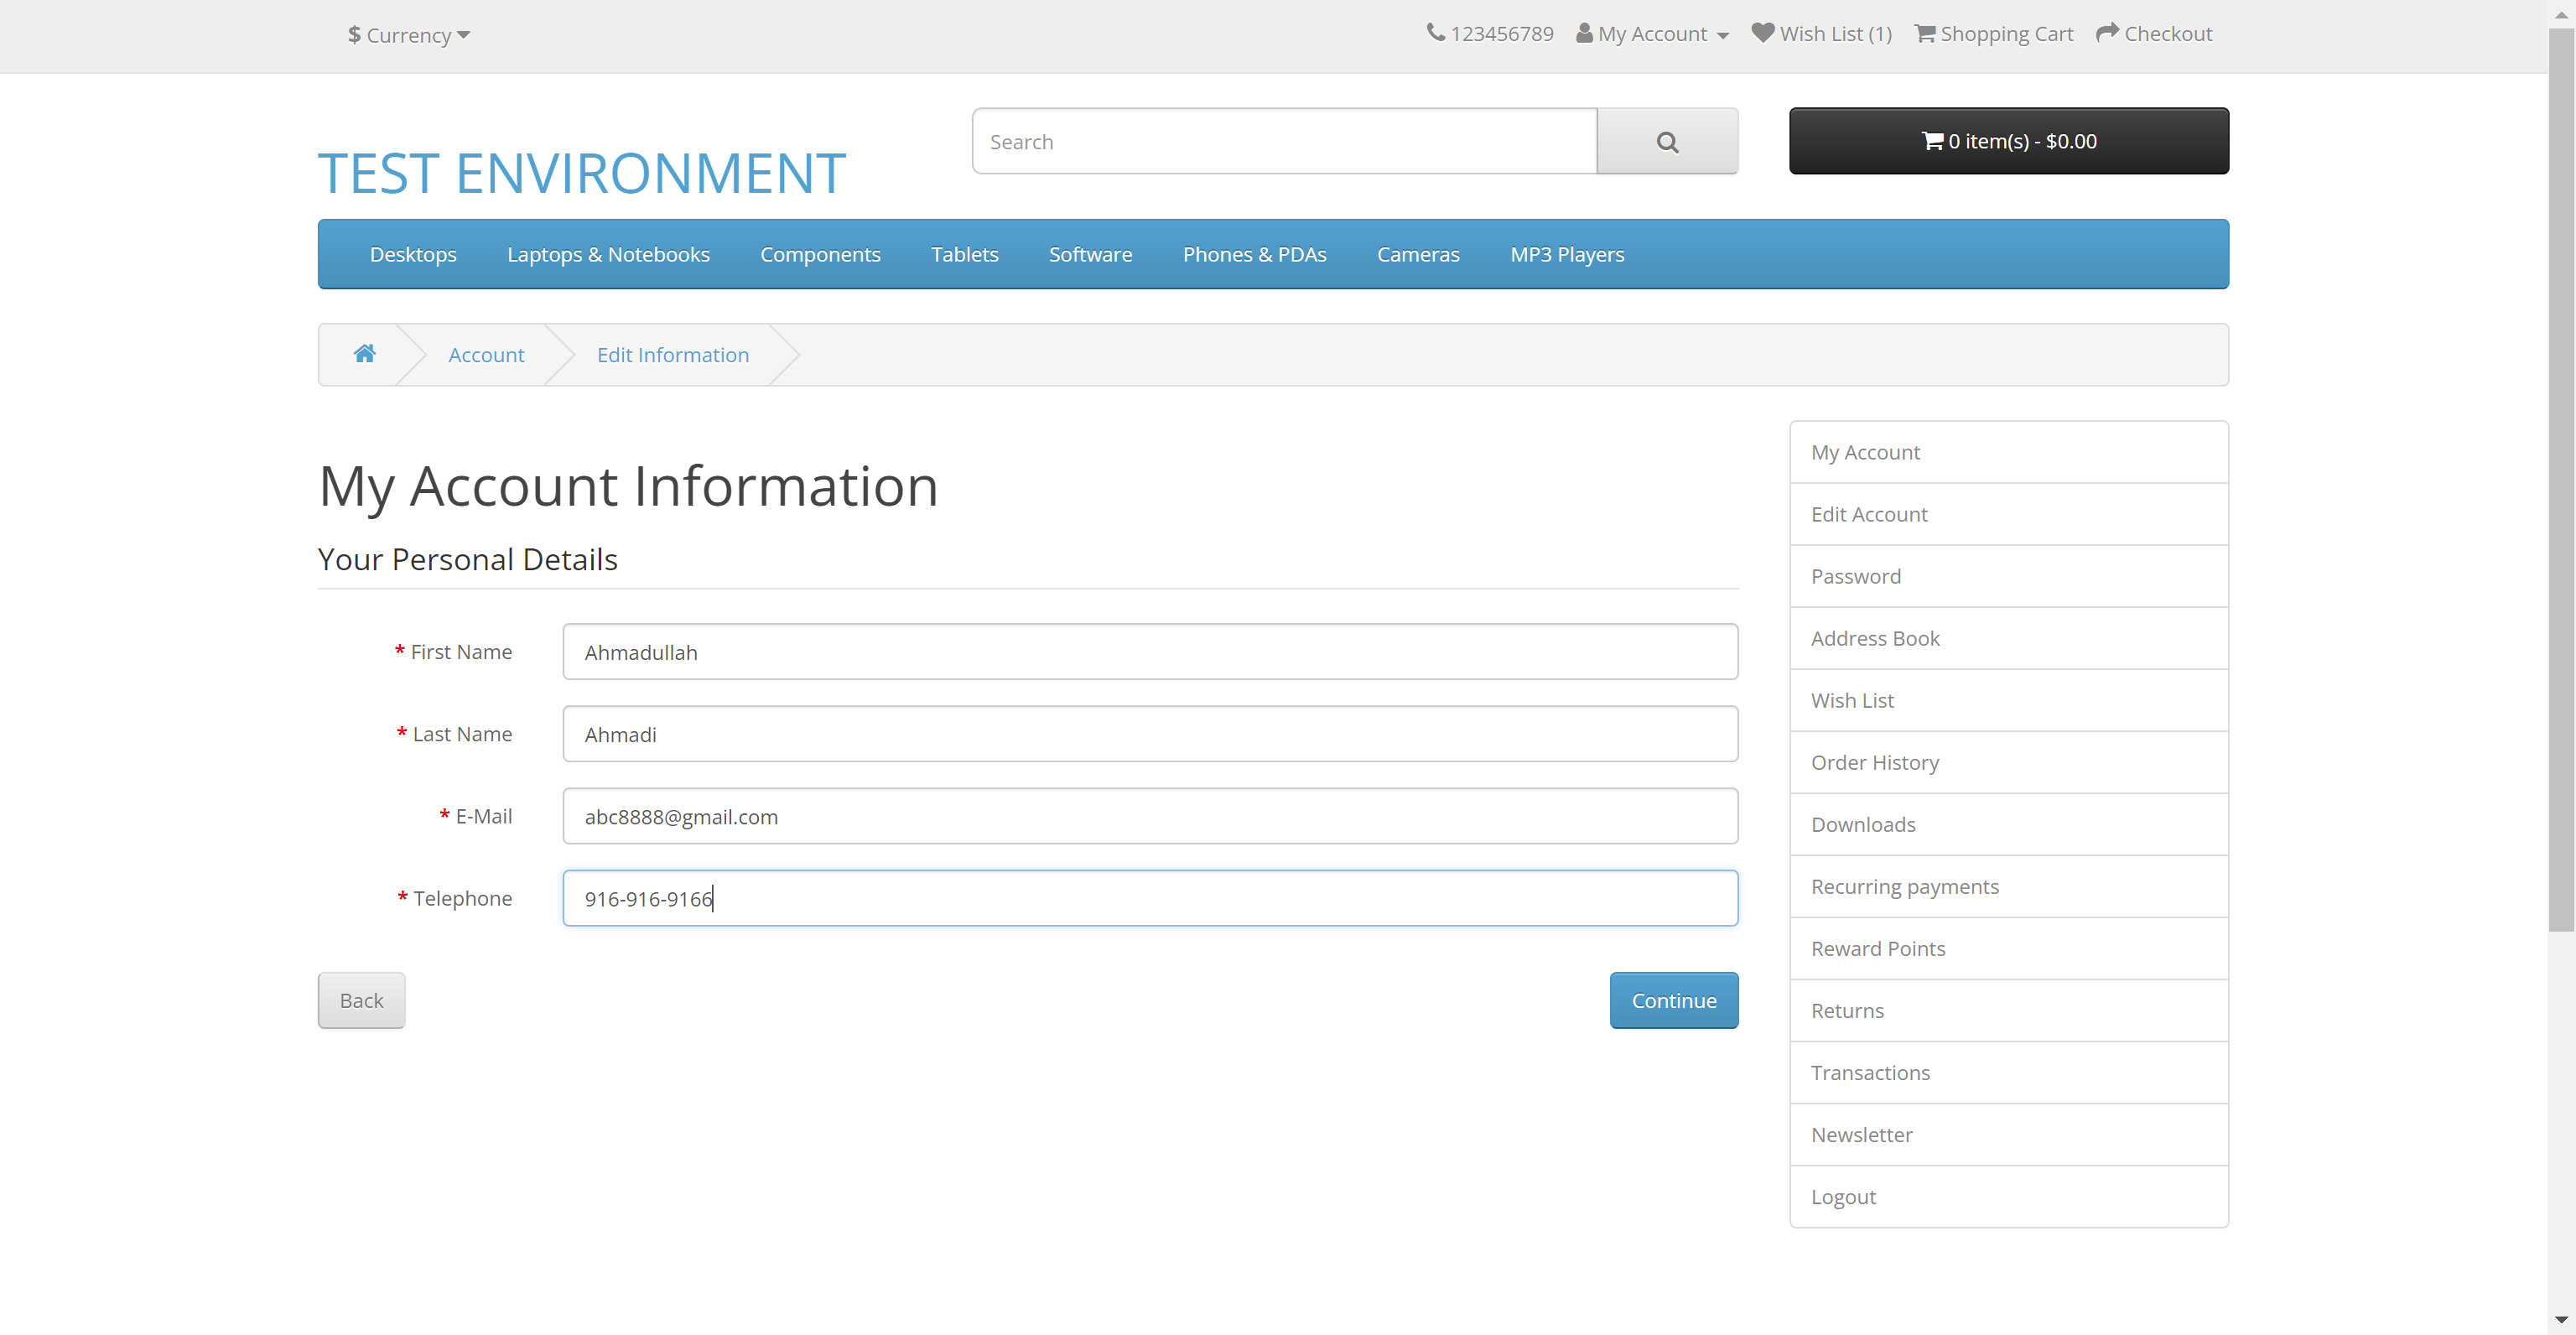 $ Currency
123456789 My Account Wish List (1) Shopping Cart Checkout
TEST ENVIRONMENT
Search
0 item(s) - $0.00
Desktops Laptops & Notebooks Components Tablets Software Phones & PDAs Cameras MP3 Players
Account Edit Information
My Account Information
Your Personal Details
* First Name Ahmadullah
* Last Name Ahmadi
* E-Mail abc8888@gmail.com
* Telephone 916-916-9166
Back Continue
My Account
Edit Account
Password
Address Book
Wish List
Order History
Downloads
Recurring payments
Reward Points
Returns
Transactions
Newsletter
Logout